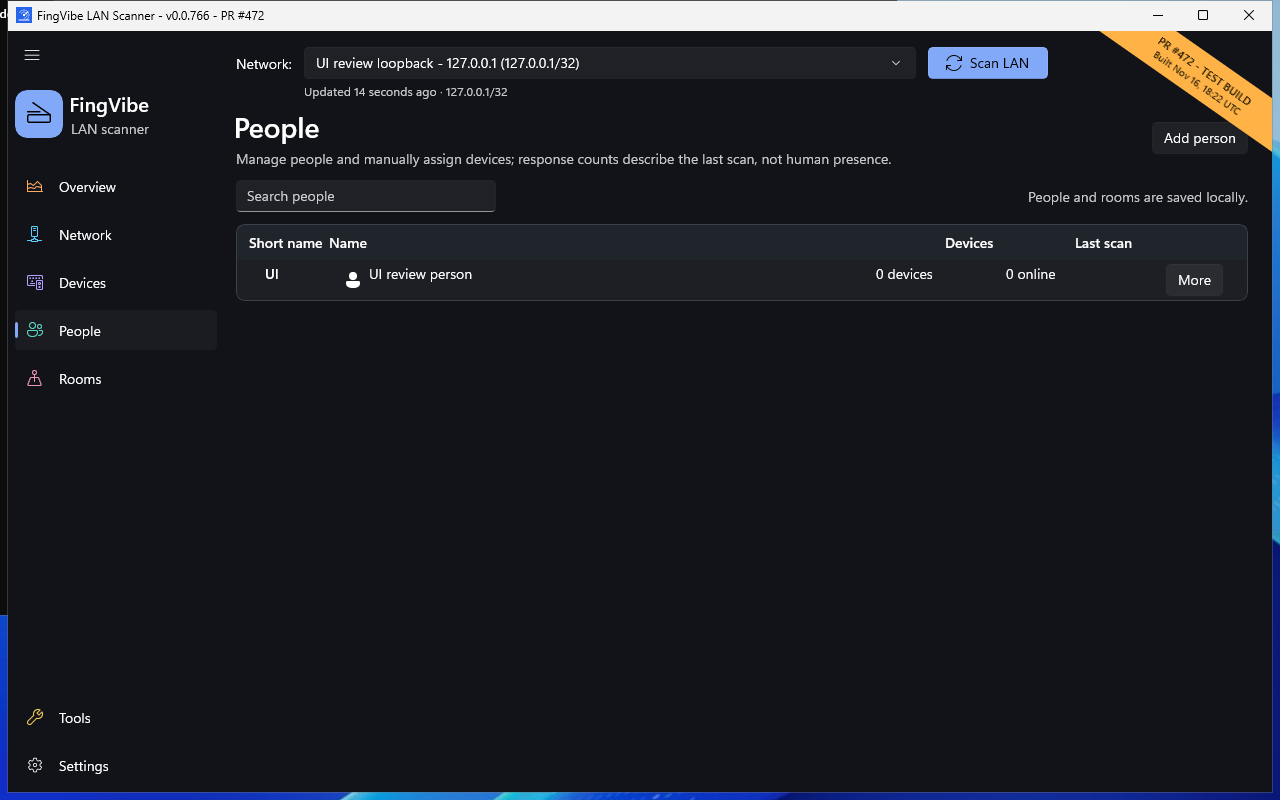 FingVibe LAN Scanner - v0.0.766 - PR #472
Network:
UI review loopback - 127.0.0.1 (127.0.0.1/32)
Scan LAN
Updated 14 seconds ago · 127.0.0.1/32
PR #472 - TEST BUILD
Built Nov 16, 18:22 UTC
FingVibe
LAN scanner
Overview
Network
Devices
People
Rooms
Tools
Settings
People
Add person
Manage people and manually assign devices; response counts describe the last scan, not human presence.
Search people
People and rooms are saved locally.
Short name Name Devices Last scan
UI UI review person 0 devices 0 online More